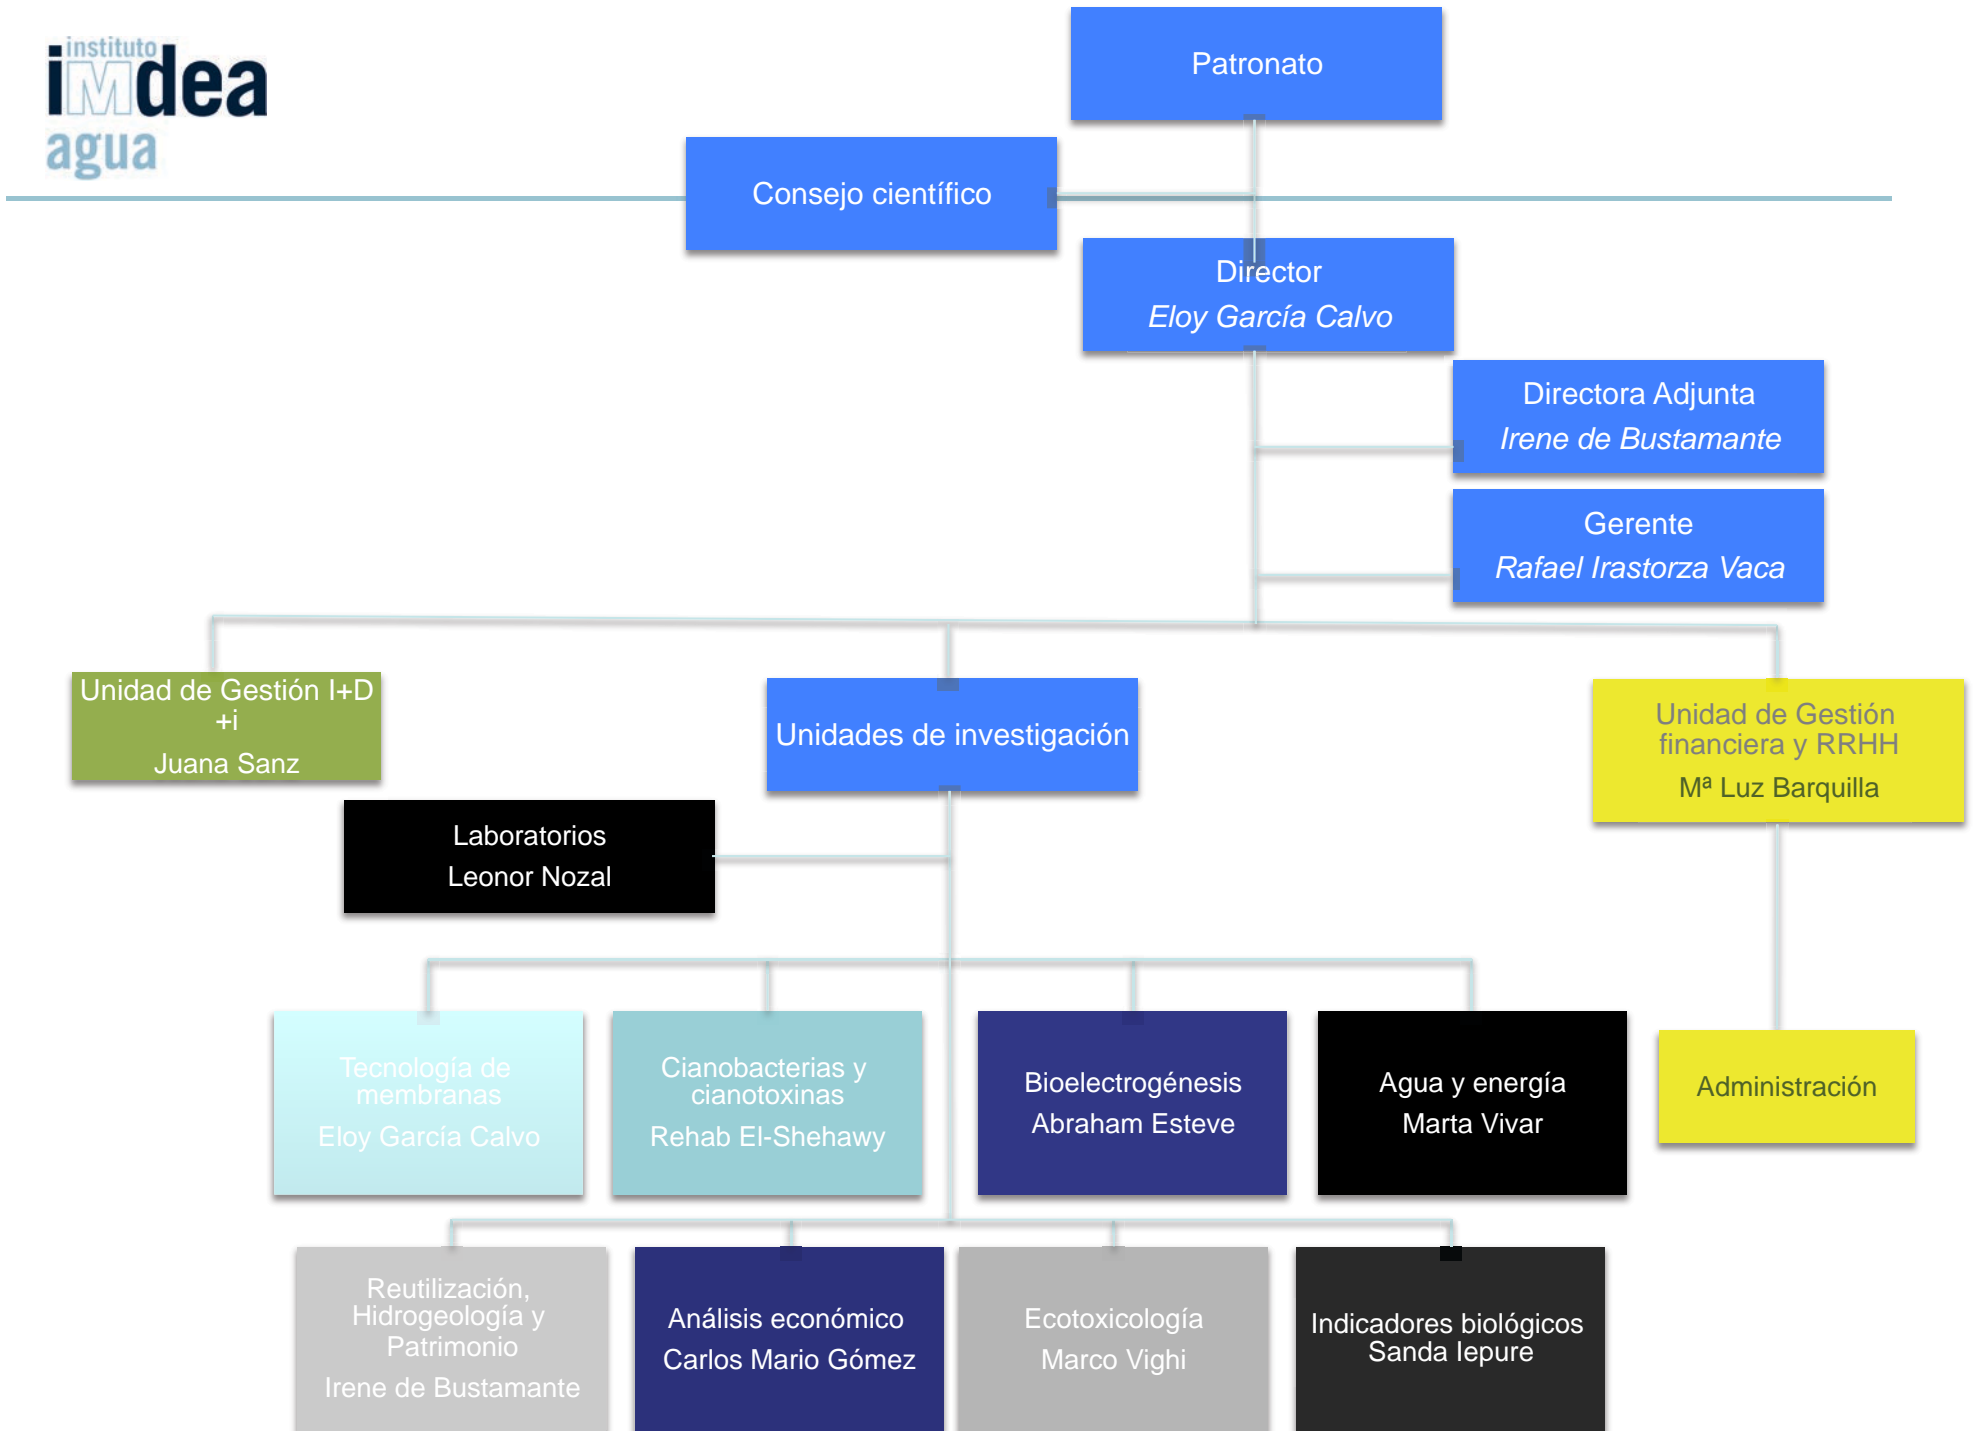 instituto
imdea
agua
Patronato
Consejo científico
Director
Eloy García Calvo
Directora Adjunta
Irene de Bustamante
Gerente
Rafael Irastorza Vaca
Unidad de Gestión I+D
+i
Juana Sanz
Unidades de investigación
Unidad de Gestión
financiera y RRHH
Mª Luz Barquilla
Laboratorios
Leonor Nozal
Tecnología de
membranas
Eloy García Calvo
Cianobacterias y
cianotoxinas
Rehab El-Shehawy
Bioelectrogénesis
Abraham Esteve
Agua y energía
Marta Vivar
Administración
Reutilización,
Hidrogeología y
Patrimonio
Irene de Bustamante
Análisis económico
Carlos Mario Gómez
Ecotoxicología
Marco Vighi
Indicadores biológicos
Sanda Iepure